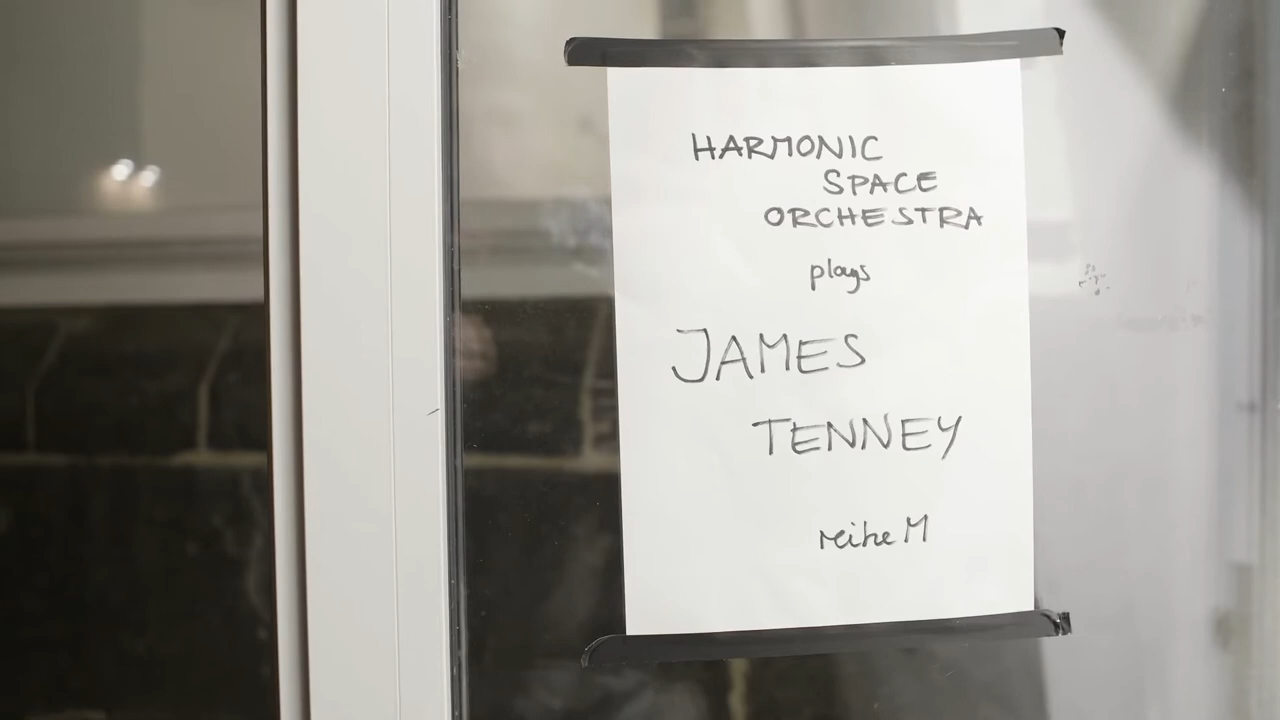 HARMONIC
SPACE
ORCHESTRA
plays
JAMES
TENNEY
reihe M